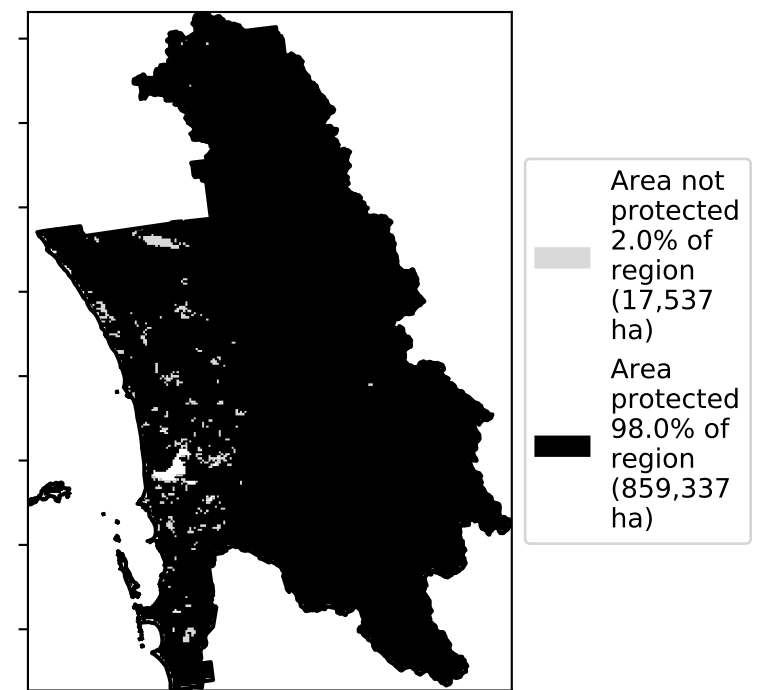 Area not
protected
2.0% of
region
(17,537
ha)
Area
protected
98.0% of
region
(859,337
ha)